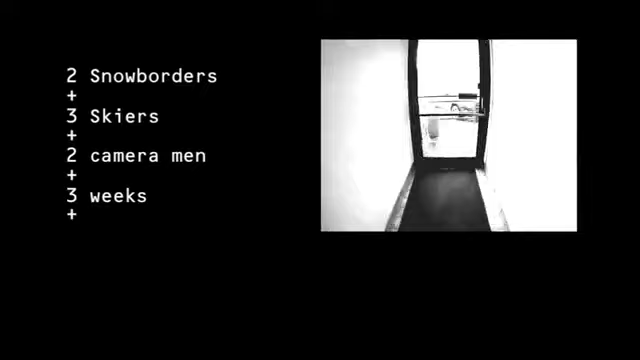 2 Snowborders
+
3 Skiers
+
2 camera men
+
3 weeks
+